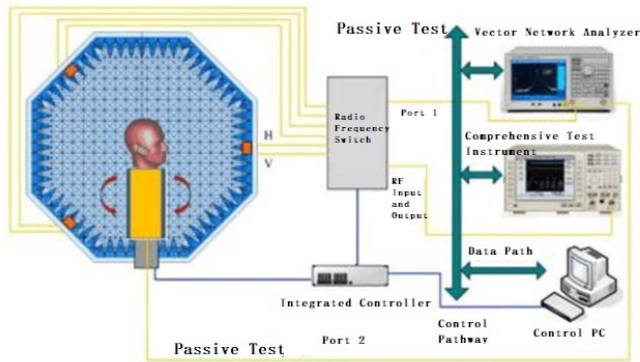 Passive Test
Vector Network Analyzer
Radio
Frequency
Switch
Port 1
H
V
Comprehensive Test
Instrument
RF
Input
and
Output
Data Path
Integrated Controller
Control
Pathway
Control PC
Port 2
Passive Test